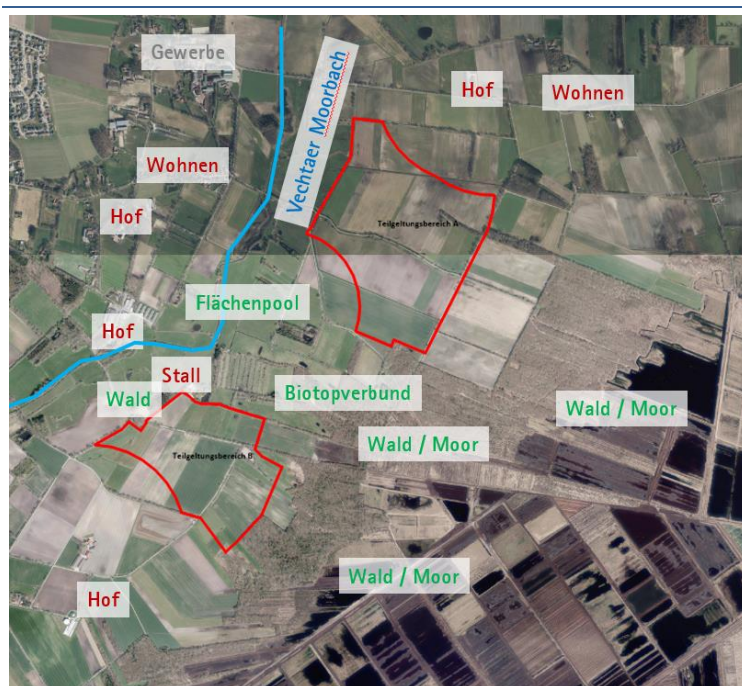 Gewerbe
Vechtaer Moorbach
Hof
Wohnen
Wohnen
Hof
Teilgeltungsbereich A
Flächenpool
Hof
Stall
Wald
Biotopverbund
Wald / Moor
Wald / Moor
Teilgeltungsbereich B
Wald / Moor
Hof